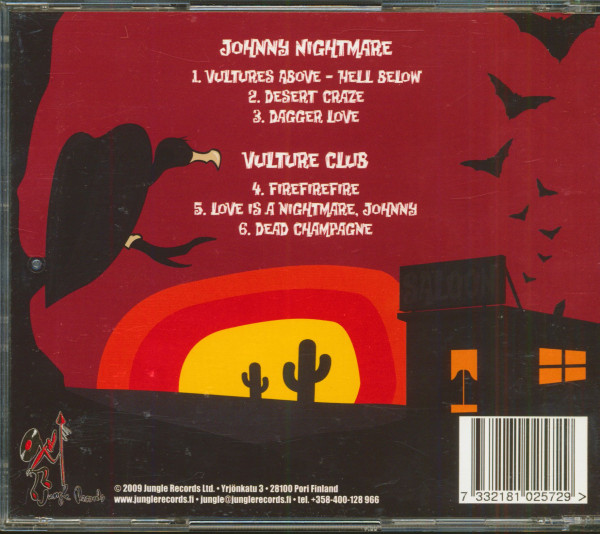 JOHNNY NIGHTMARE
1. VULTURES ABOVE - HELL BELOW
2. DESERT CRAZE
3. DAGGER LOVE
VULTURE CLUB
4. FIREFIREFIRE
5. LOVE IS A NIGHTMARE, JOHNNY
6. DEAD CHAMPAGNE
SALOON
Jungle Records
© 2009 Jungle Records Ltd. • Yrjönkatu 3 • 28100 Pori Finland
www.junglerecords.fi • jungle@junglerecords.fi • tel. +358-400-128 966
7 332181 025729 >